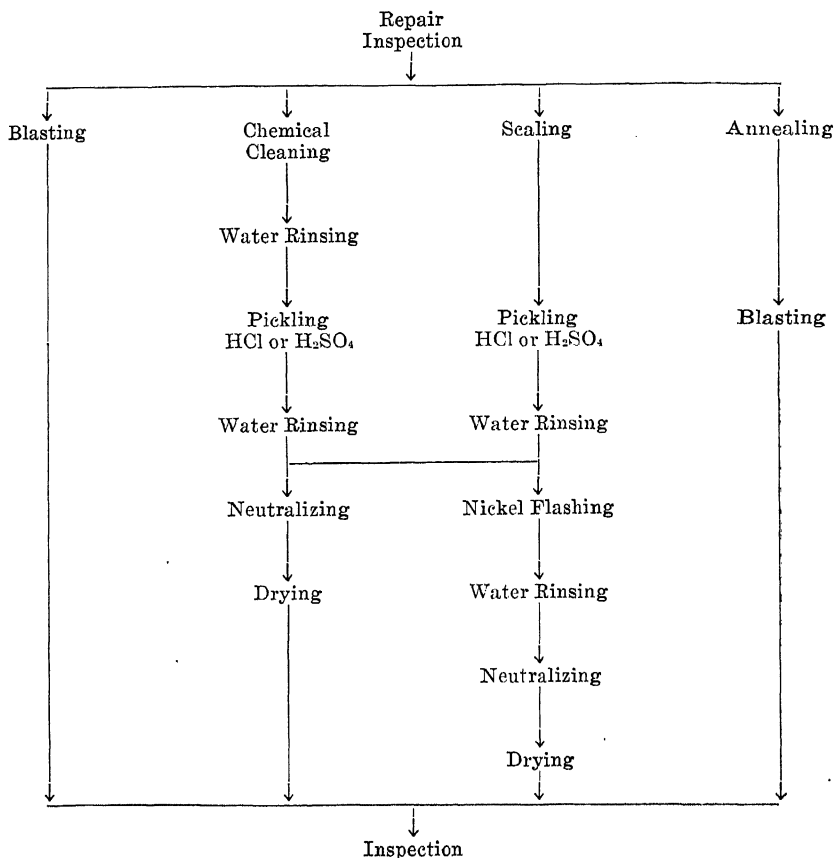 Repair
Inspection
Blasting
Chemical
Cleaning
Scaling
Annealing
Water Rinsing
Pickling
HCl or H₂SO₄
Pickling
HCl or H₂SO₄
Blasting
Water Rinsing
Water Rinsing
Neutralizing
Nickel Flashing
Drying
Water Rinsing
Neutralizing
Drying
Inspection